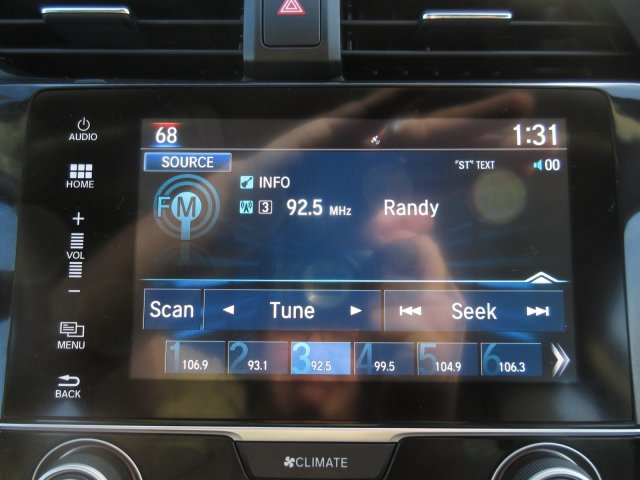 AUDIO
68
1:31
SOURCE
"ST" TEXT
00
HOME
INFO
FM
3 92.5 MHz Randy
+
VOL
–
Scan
Tune
Seek
MENU
1 106.9
2 93.1
3 92.5
4 99.5
5 104.9
6 106.3
BACK
CLIMATE